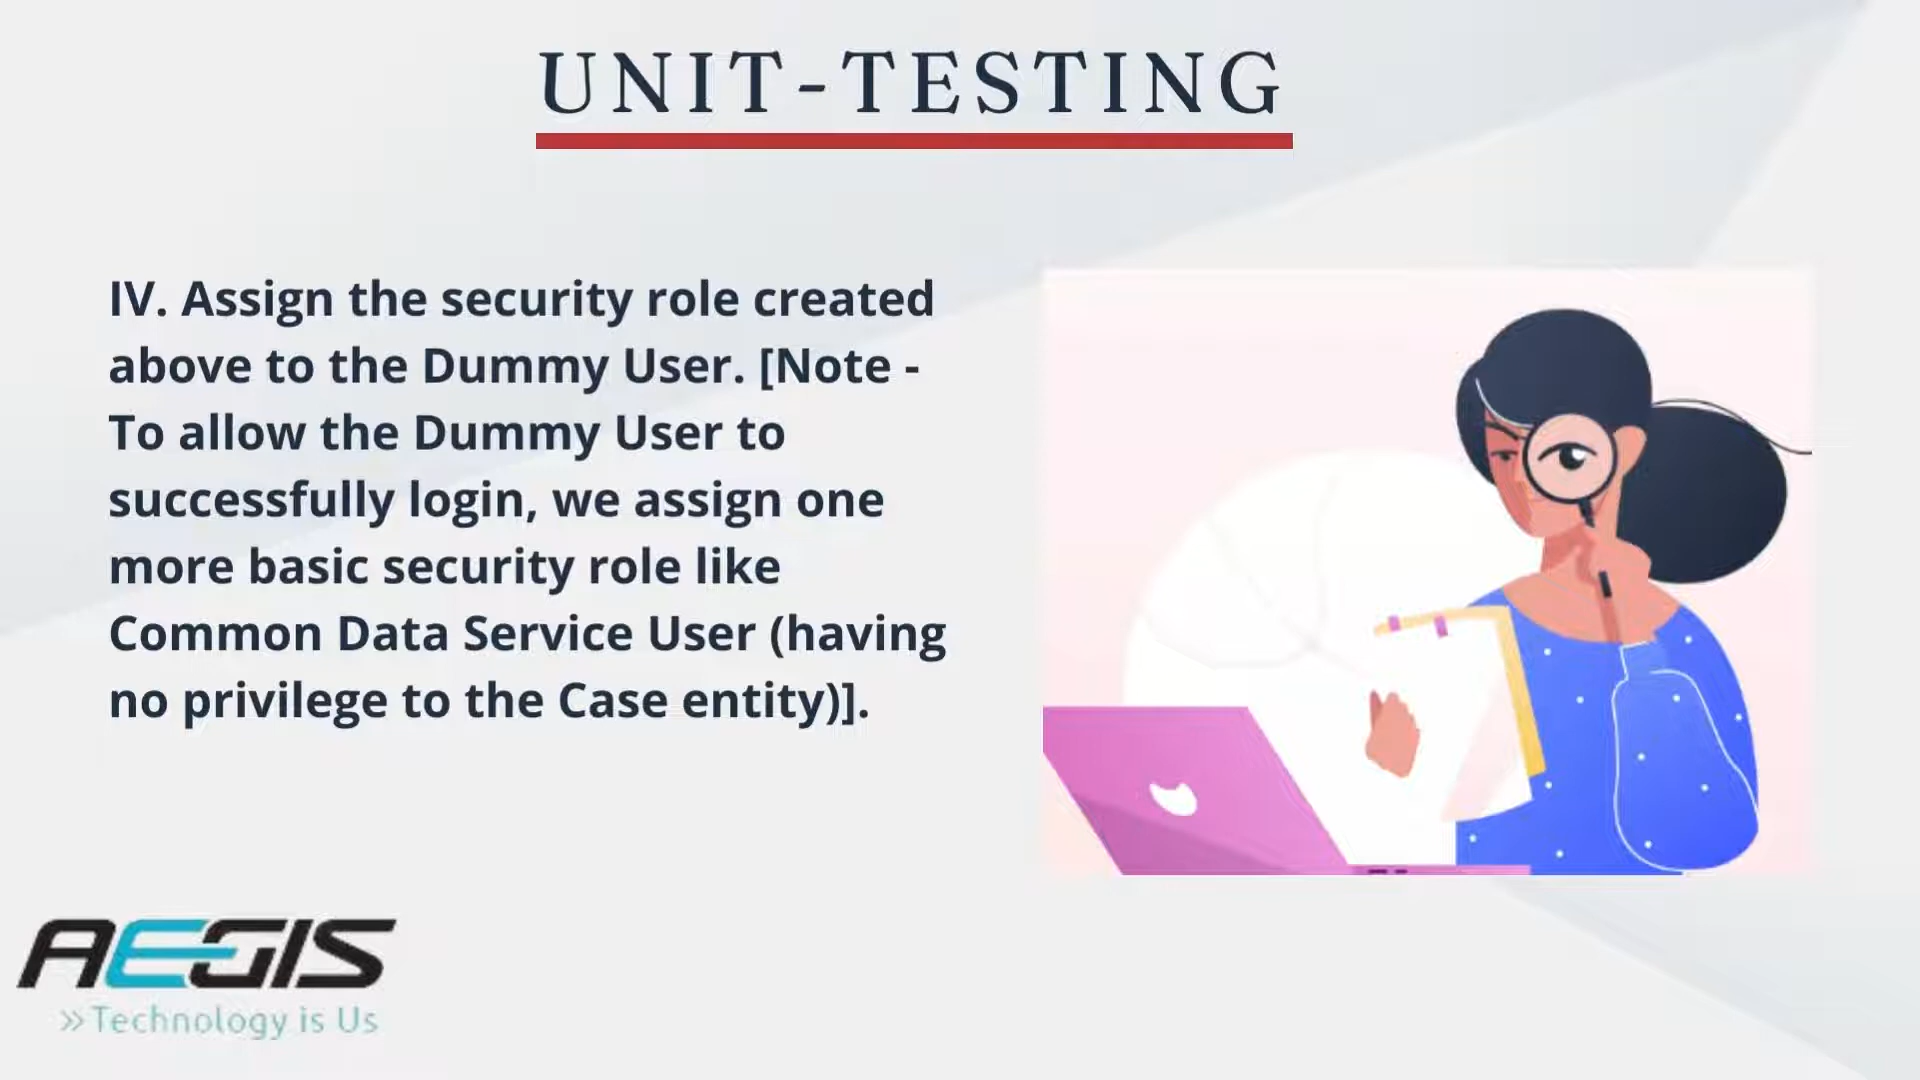 UNIT-TESTING
IV. Assign the security role created
above to the Dummy User. [Note -
To allow the Dummy User to
successfully login, we assign one
more basic security role like
Common Data Service User (having
no privilege to the Case entity)].
AEGIS
»Technology is Us